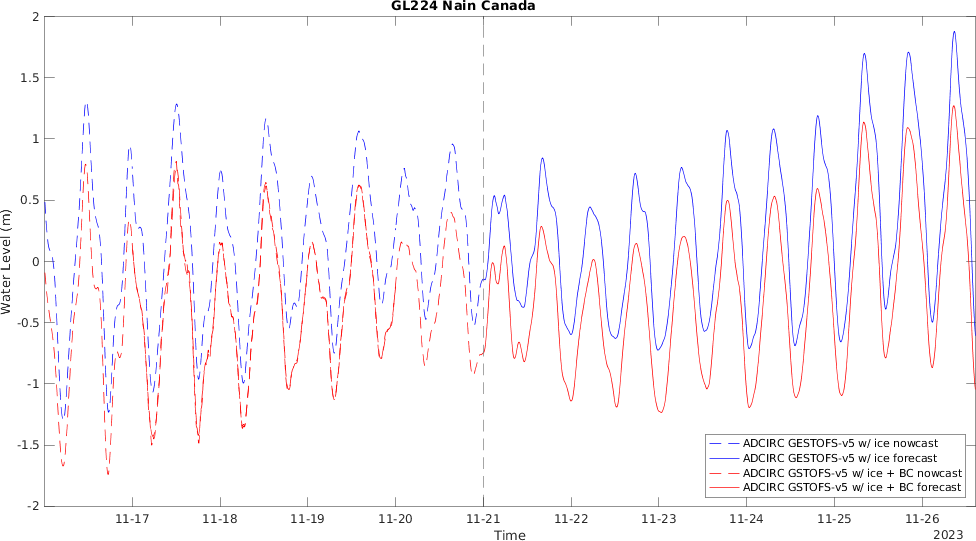 GL224 Nain Canada
2
1.5
1
0.5
0
-0.5
-1
-1.5
-2
Water Level (m)
ADCIRC GESTOFS-v5 w/ ice nowcast
ADCIRC GESTOFS-v5 w/ ice forecast
ADCIRC GSTOFS-v5 w/ ice + BC nowcast
ADCIRC GSTOFS-v5 w/ ice + BC forecast
11-17 11-18 11-19 11-20 11-21 11-22 11-23 11-24 11-25 11-26
Time
2023